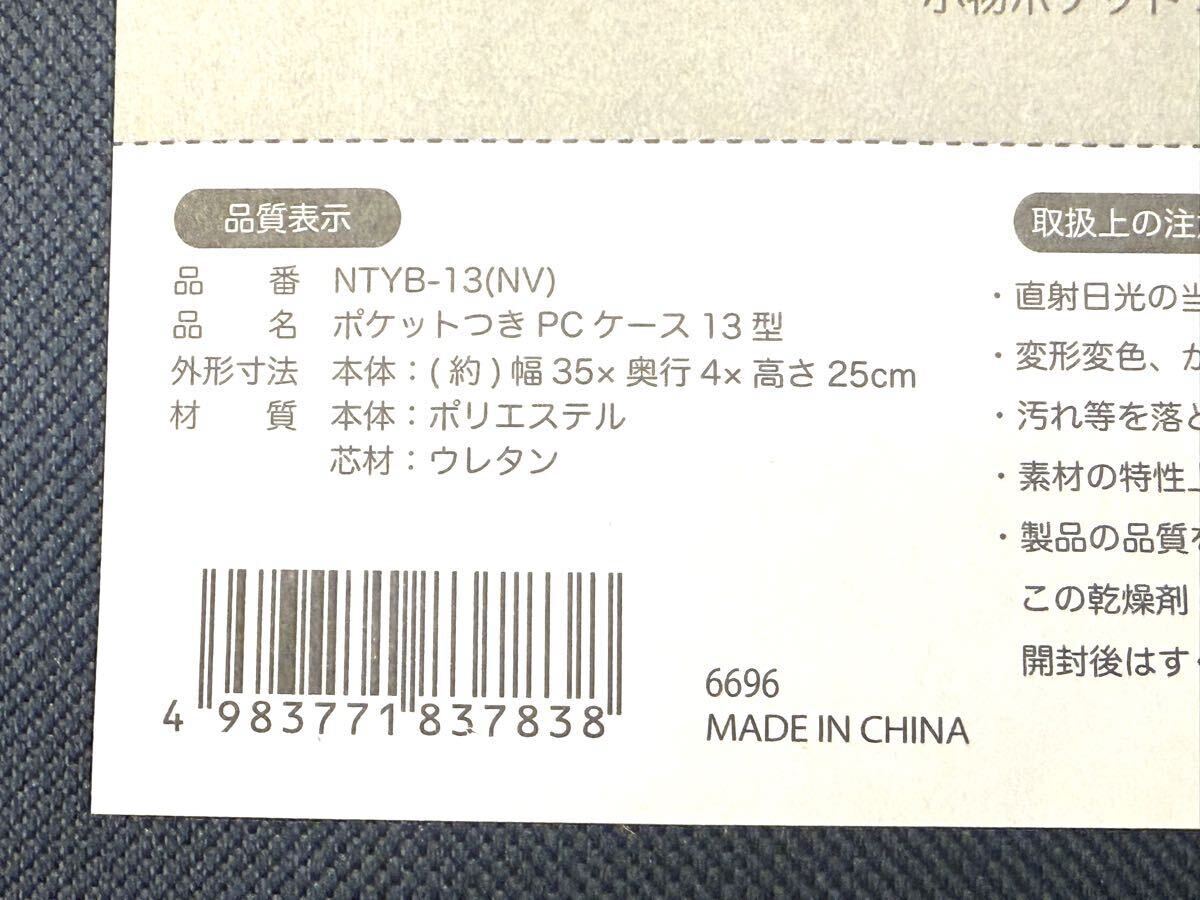 品質表示
品番 NTYB-13(NV)
品名 ポケットつき PC ケース 13 型
外形寸法 本体：( 約 ) 幅 35× 奥行 4× 高さ 25cm
材質 本体：ポリエステル
芯材：ウレタン
4 983771 837838
6696
MADE IN CHINA
取扱上の注
・直射日光の
・変形変色、
・汚れ等を落
・素材の特性
・製品の品質
この乾燥剤
開封後はす